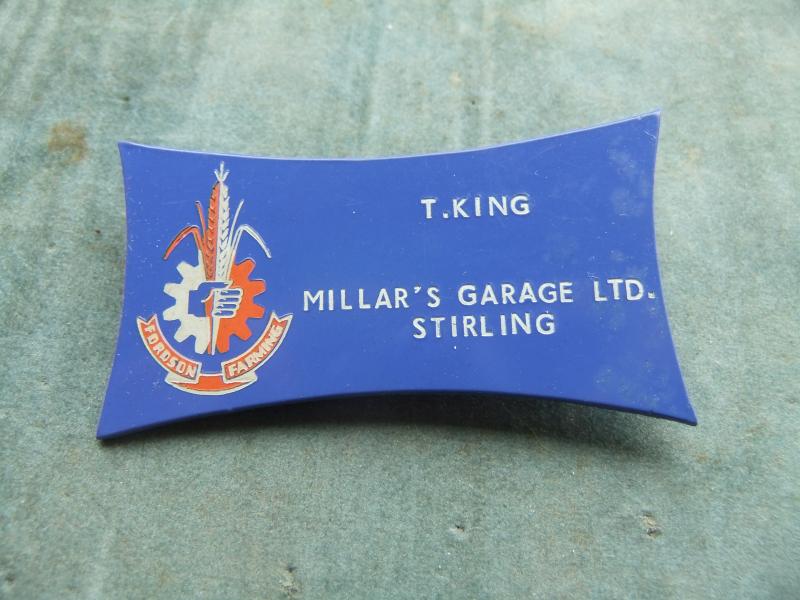 T.KING
MILLAR'S GARAGE LTD.
STIRLING
FORDSON FARMING